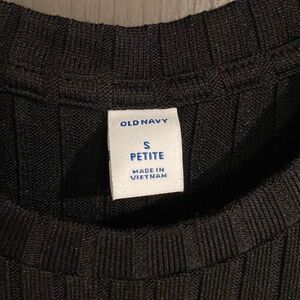 OLD NAVY
S
PETITE
MADE IN
VIETNAM